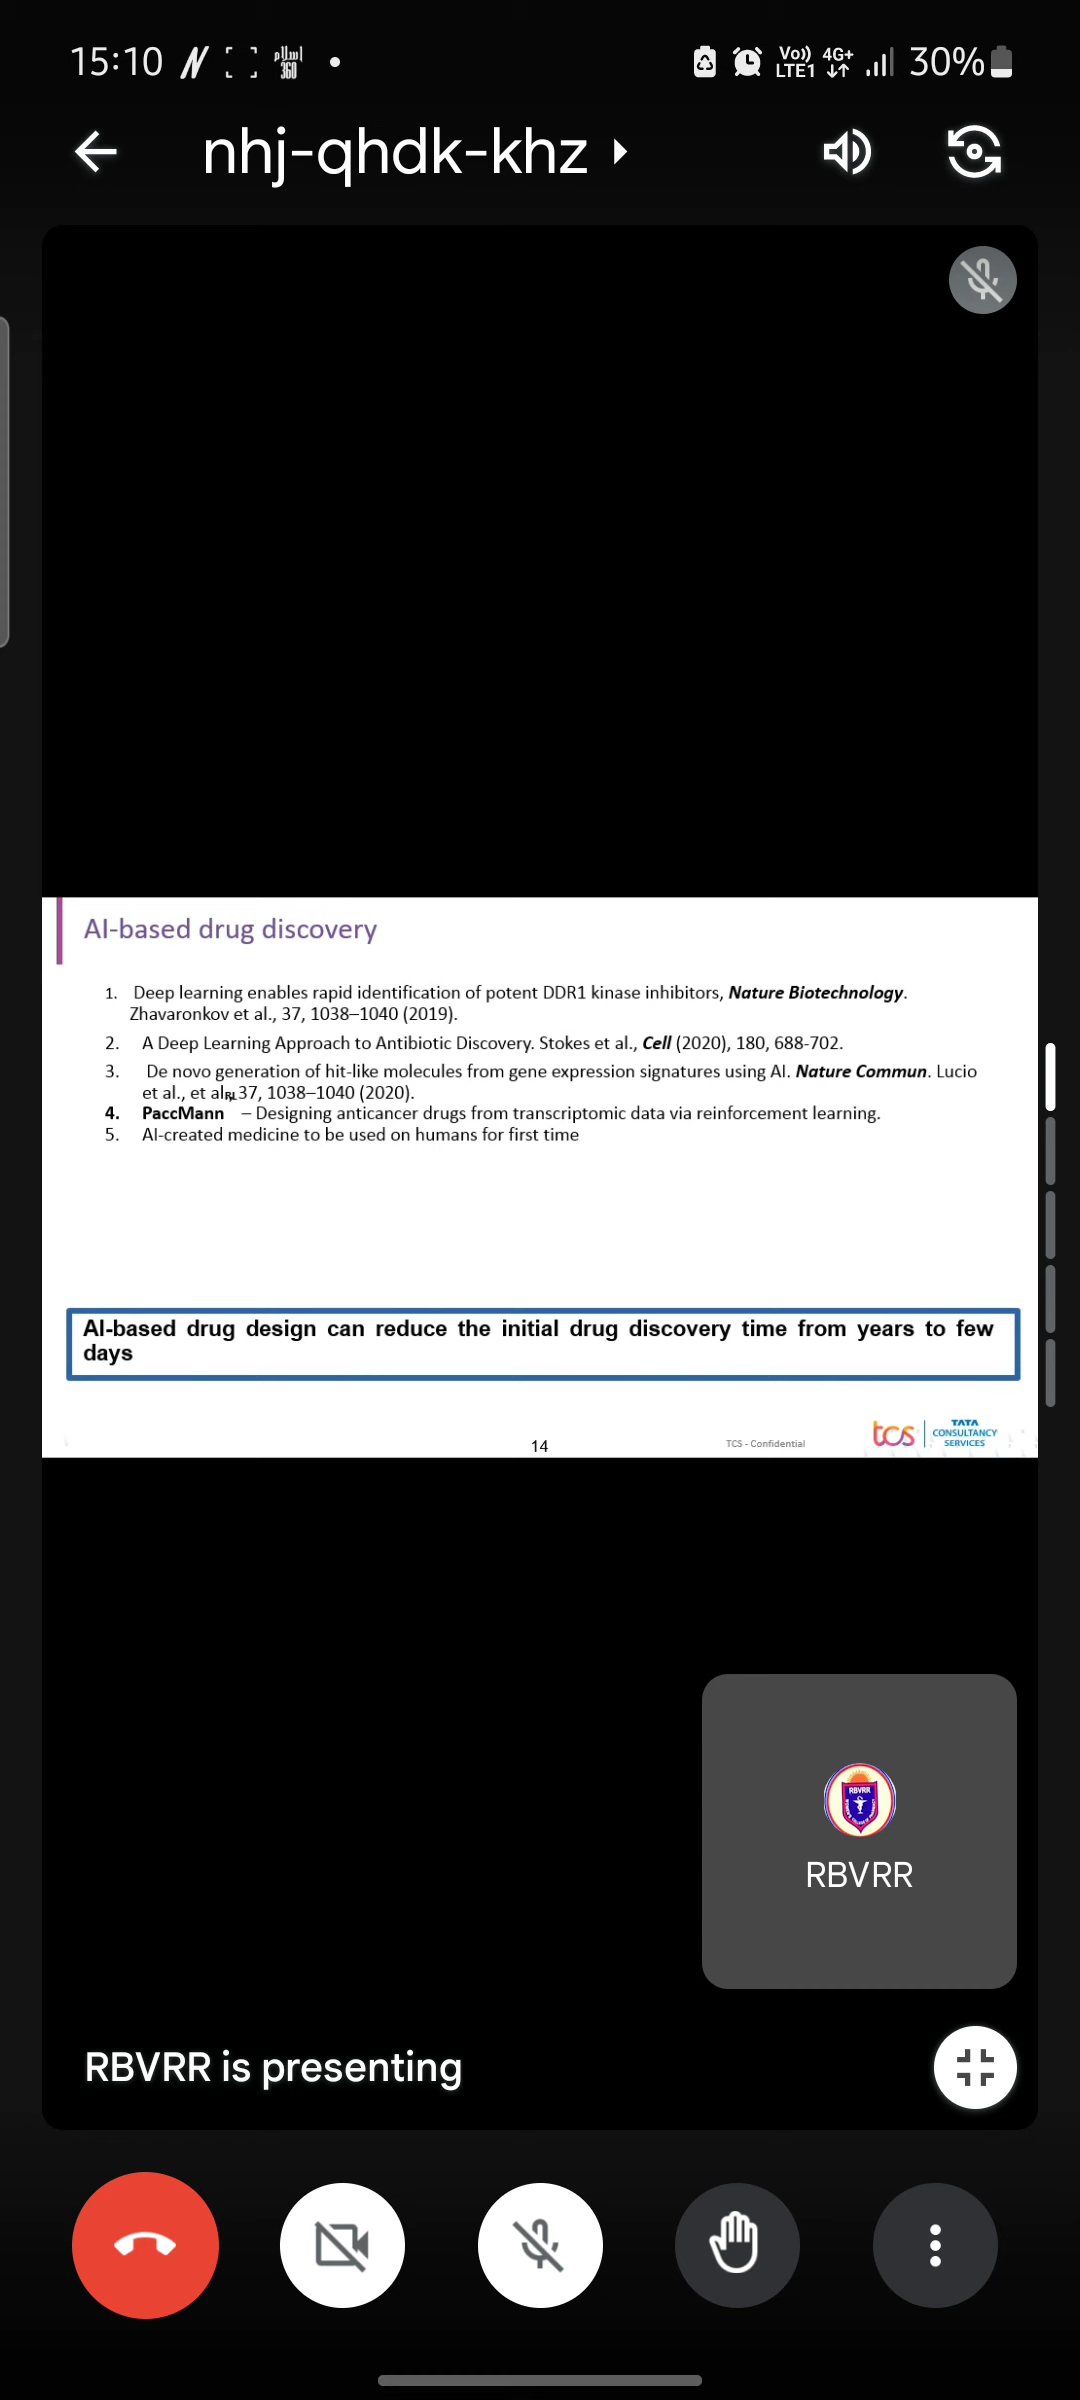 15:10
اسلام
360
Vo))
LTE1
4G+
30%
nhj-qhdk-khz
AI-based drug discovery
1. Deep learning enables rapid identification of potent DDR1 kinase inhibitors, Nature Biotechnology.
Zhavaronkov et al., 37, 1038–1040 (2019).
2. A Deep Learning Approach to Antibiotic Discovery. Stokes et al., Cell (2020), 180, 688-702.
3. De novo generation of hit-like molecules from gene expression signatures using AI. Nature Commun. Lucio
et al., et al 37, 1038–1040 (2020).
4. PaccMann – Designing anticancer drugs from transcriptomic data via reinforcement learning.
5. AI-created medicine to be used on humans for first time
AI-based drug design can reduce the initial drug discovery time from years to few
days
14
TCS - Confidential
tcs
TATA
CONSULTANCY
SERVICES
RBVRR
RBVRR
RBVRR is presenting